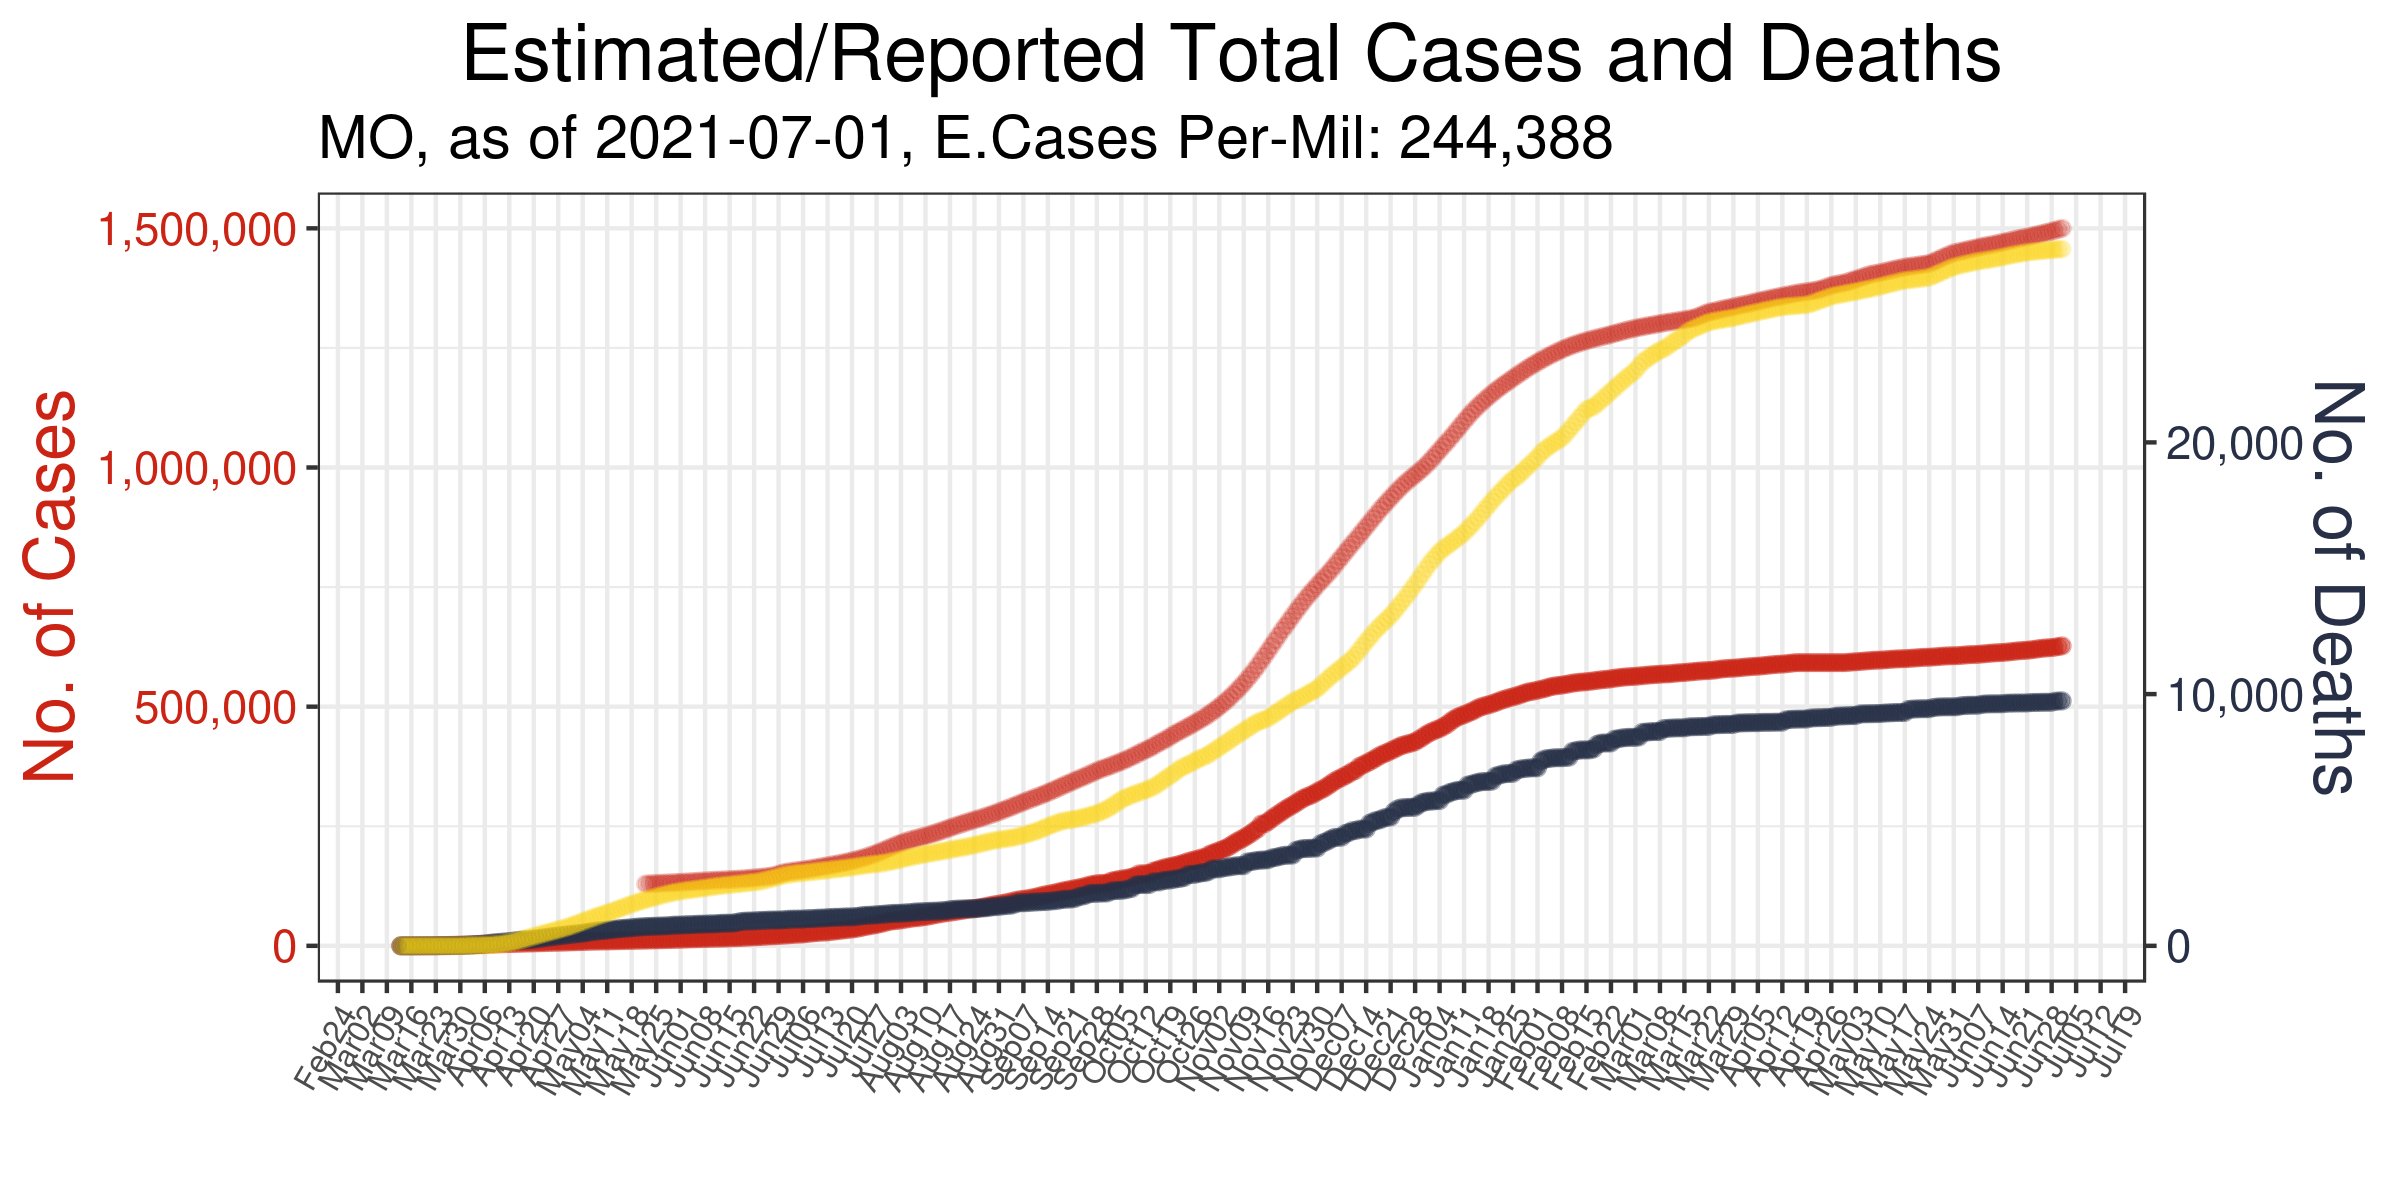 Estimated/Reported Total Cases and Deaths
MO, as of 2021-07-01, E.Cases Per-Mil: 244,388
No. of Cases
1,500,000
1,000,000
500,000
0
20,000
10,000
0
No. of Deaths
Feb24
Mar02
Mar09
Mar16
Mar23
Mar30
Apr06
Apr13
Apr20
Apr27
May04
May11
May18
May25
Jun01
Jun08
Jun15
Jun22
Jun29
Jul06
Jul13
Jul20
Jul27
Aug03
Aug10
Aug17
Aug24
Aug31
Sep07
Sep14
Sep21
Sep28
Oct05
Oct12
Oct19
Oct26
Nov02
Nov09
Nov16
Nov23
Nov30
Dec07
Dec14
Dec21
Dec28
Jan04
Jan11
Jan18
Jan25
Feb01
Feb08
Feb15
Feb22
Mar01
Mar08
Mar15
Mar22
Mar29
Apr05
Apr12
Apr19
Apr26
May03
May10
May17
May24
May31
Jun07
Jun14
Jun21
Jun28
Jul05
Jul12
Jul19